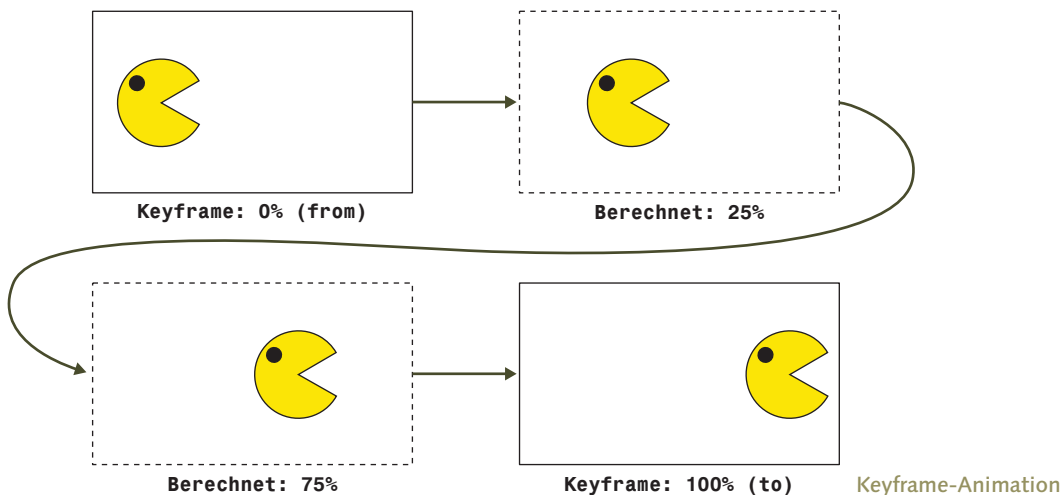 Keyframe: 0% (from)
Berechnet: 25%
Berechnet: 75%
Keyframe: 100% (to)
Keyframe-Animation